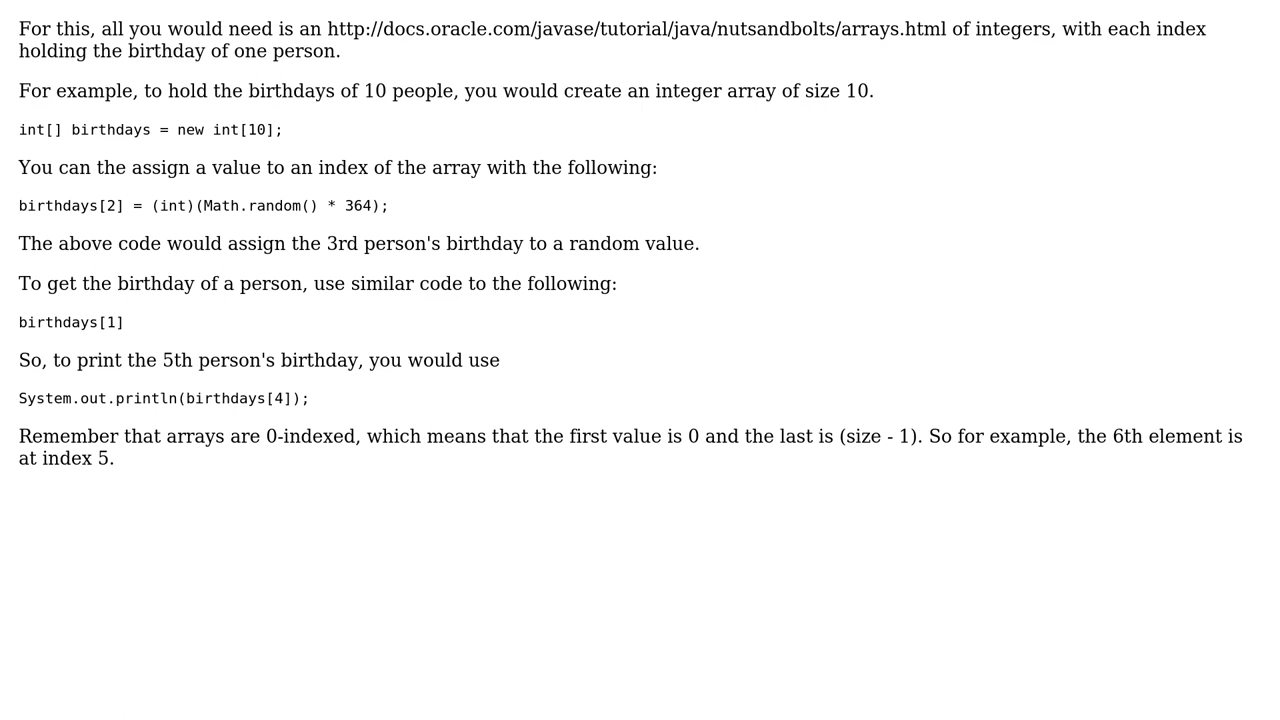 For this, all you would need is an http://docs.oracle.com/javase/tutorial/java/nutsandbolts/arrays.html of integers, with each index
holding the birthday of one person.
For example, to hold the birthdays of 10 people, you would create an integer array of size 10.
int[] birthdays = new int[10];
You can the assign a value to an index of the array with the following:
birthdays[2] = (int)(Math.random() * 364);
The above code would assign the 3rd person's birthday to a random value.
To get the birthday of a person, use similar code to the following:
birthdays[1]
So, to print the 5th person's birthday, you would use
System.out.println(birthdays[4]);
Remember that arrays are 0-indexed, which means that the first value is 0 and the last is (size - 1). So for example, the 6th element is
at index 5.